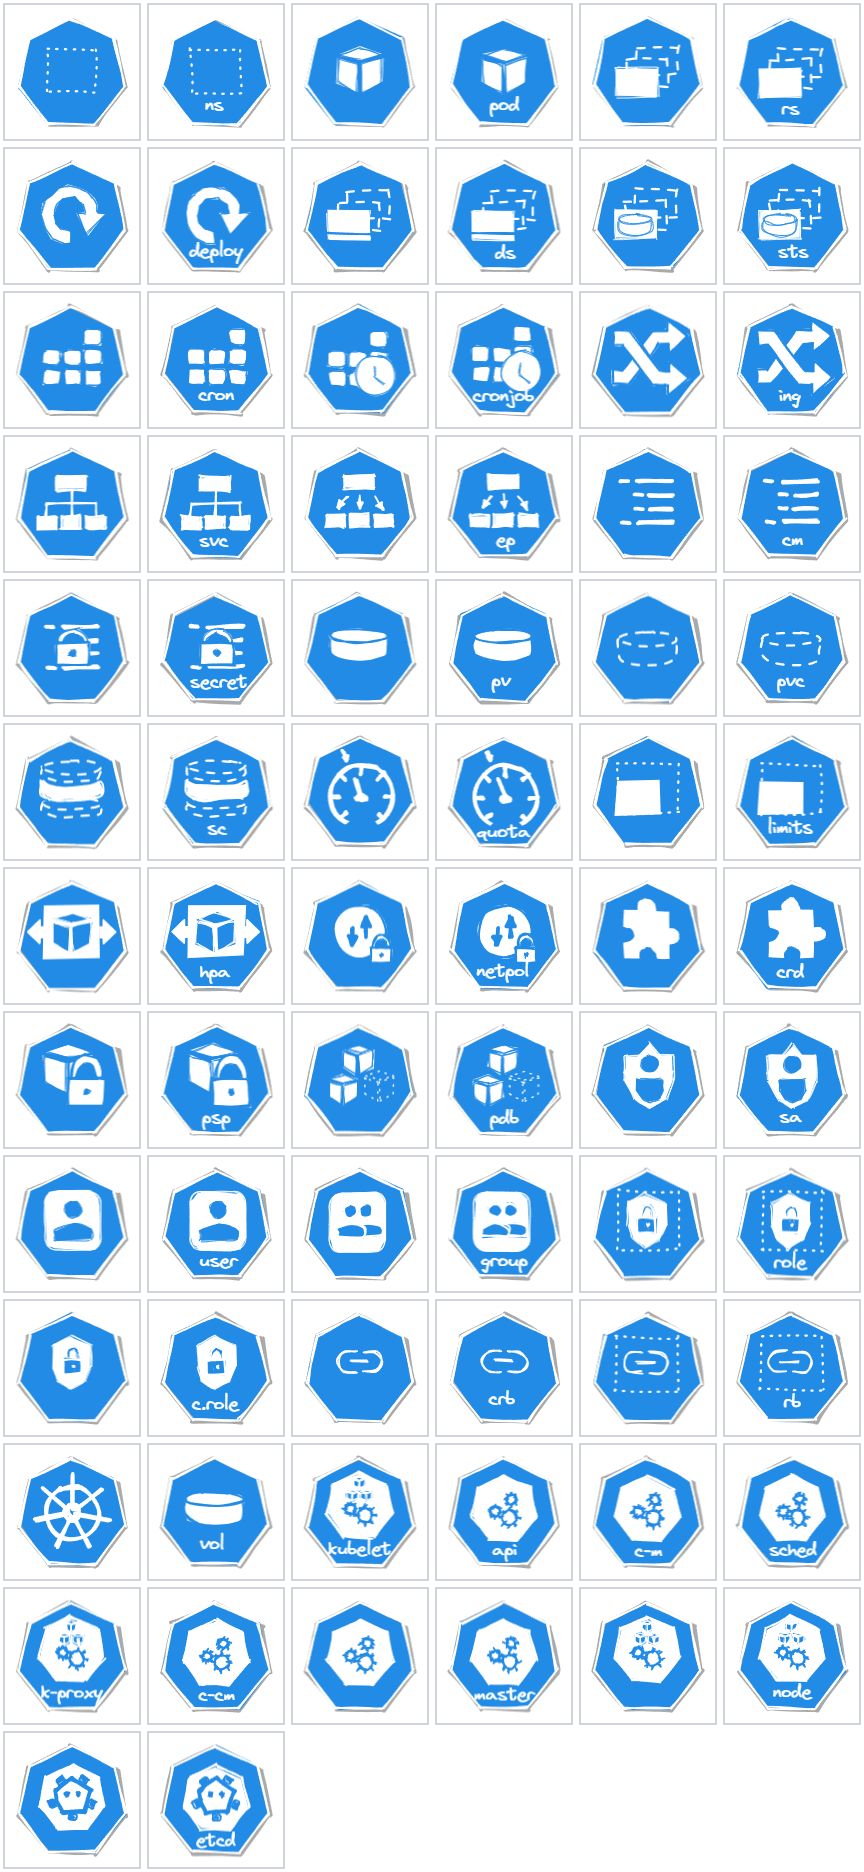 ns
pod
rs
deploy
ds
sts
cron
cronjob
ing
svc
ep
cm
secret
pv
pvc
sc
quota
limits
hpa
netpol
crd
psp
pdb
sa
user
group
role
c.role
crb
rb
vol
kubelet
api
c-m
sched
k-proxy
c-cm
master
node
etcd